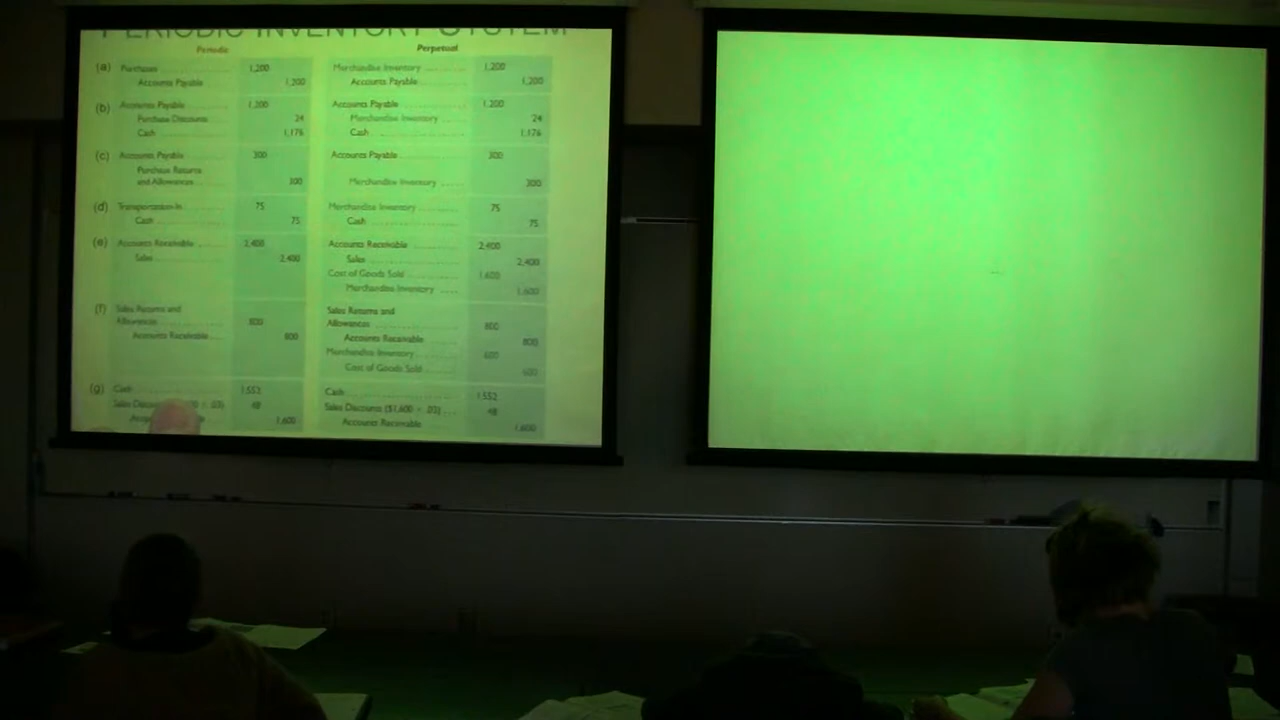 PERIODIC INVENTORY SYSTEM
Periodic Perpetual
(a) Purchases 1,200 Merchandise Inventory 1,200
Accounts Payable 1,200 Accounts Payable 1,200
(b) Accounts Payable 1,200 Accounts Payable 1,200
Purchase Discounts 24 Merchandise Inventory 24
Cash 1,176 Cash 1,176
(c) Accounts Payable 300 Accounts Payable 300
Purchase Returns
and Allowances 300 Merchandise Inventory 300
(d) Transportation-In 75 Merchandise Inventory 75
Cash 75 Cash 75
(e) Accounts Receivable 2,400 Accounts Receivable 2,400
Sales 2,400 Sales 2,400
Cost of Goods Sold 1,600
Merchandise Inventory 1,600
(f) Sales Returns and Sales Returns and
Allowances 800 Allowances 800
Accounts Receivable 800 Accounts Receivable 800
Merchandise Inventory 600
Cost of Goods Sold 600
(g) Cash 1,552 Cash 1,552
Sales × .03) 48 Sales Discounts ($1,600 × .03) 48
1,600 Accounts Receivable 1,600